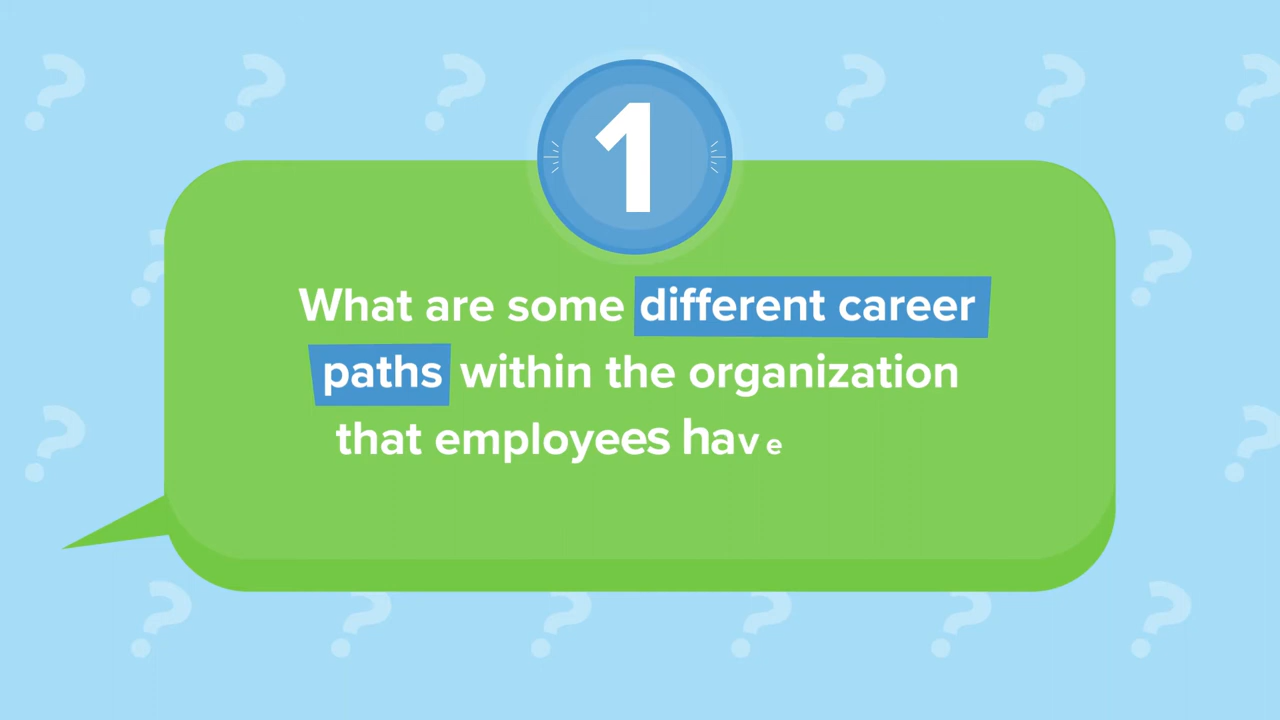 1
What are some different career
paths within the organization
that employees have